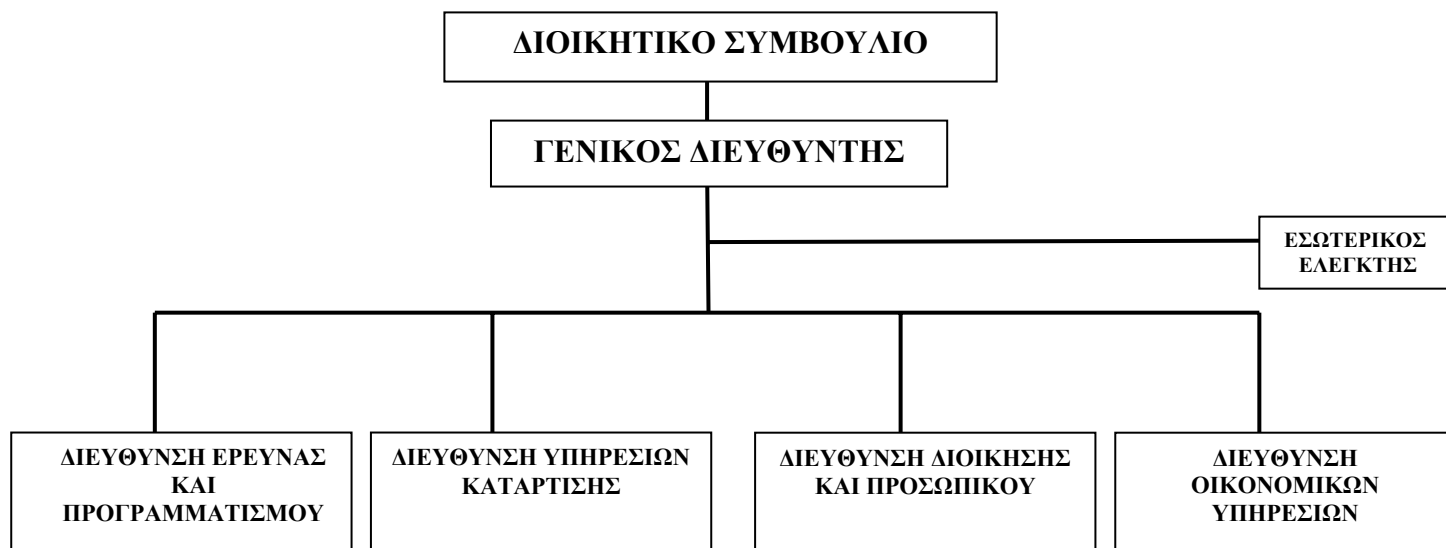 ΔΙΟΙΚΗΤΙΚΟ ΣΥΜΒΟΥΛΙΟ
ΓΕΝΙΚΟΣ ΔΙΕΥΘΥΝΤΗΣ
ΕΣΩΤΕΡΙΚΟΣ
ΕΛΕΓΚΤΗΣ
ΔΙΕΥΘΥΝΣΗ ΕΡΕΥΝΑΣ
ΚΑΙ
ΠΡΟΓΡΑΜΜΑΤΙΣΜΟΥ
ΔΙΕΥΘΥΝΣΗ ΥΠΗΡΕΣΙΩΝ
ΚΑΤΑΡΤΙΣΗΣ
ΔΙΕΥΘΥΝΣΗ ΔΙΟΙΚΗΣΗΣ
ΚΑΙ ΠΡΟΣΩΠΙΚΟΥ
ΔΙΕΥΘΥΝΣΗ
ΟΙΚΟΝΟΜΙΚΩΝ
ΥΠΗΡΕΣΙΩΝ